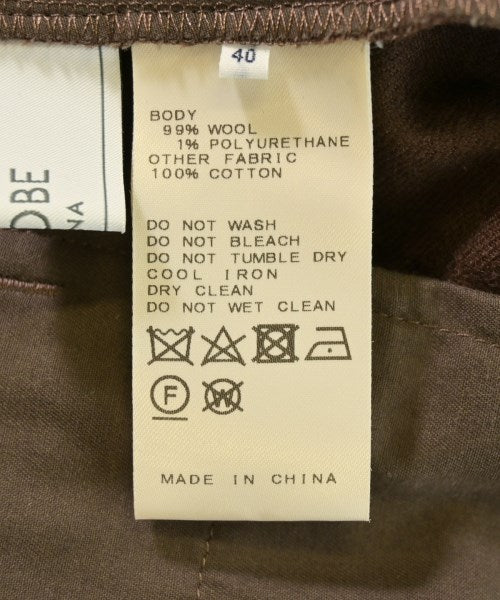 40
BODY
99% WOOL
1% POLYURETHANE
OTHER FABRIC
100% COTTON
DO NOT WASH
DO NOT BLEACH
DO NOT TUMBLE DRY
COOL IRON
DRY CLEAN
DO NOT WET CLEAN
F W
MADE IN CHINA